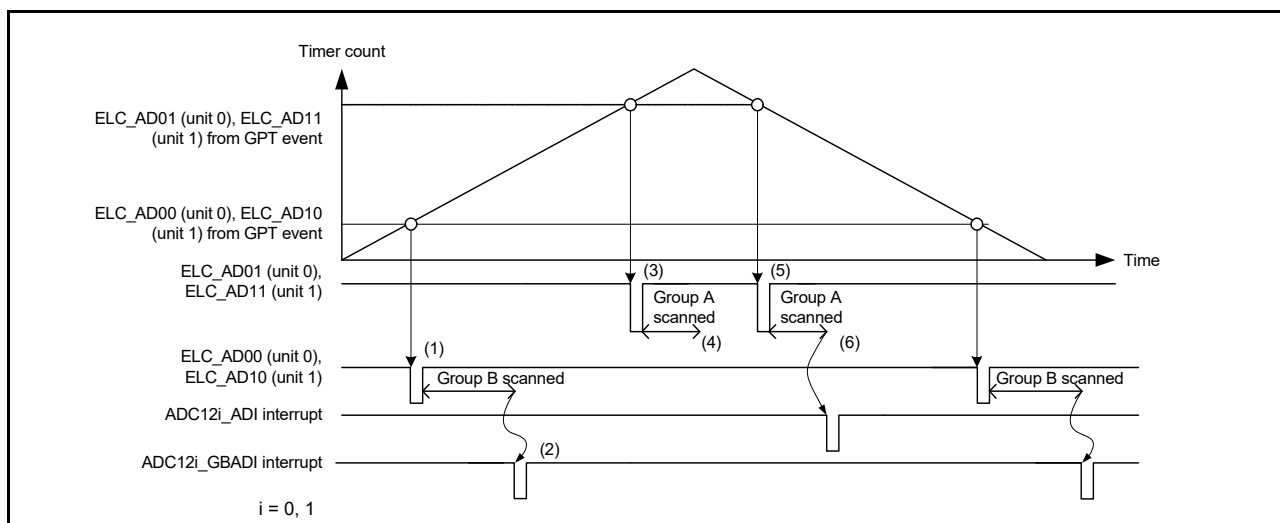 Timer count
ELC_AD01 (unit 0), ELC_AD11
(unit 1) from GPT event
ELC_AD00 (unit 0), ELC_AD10
(unit 1) from GPT event
Time
ELC_AD01 (unit 0),
ELC_AD11 (unit 1)
(3)
(5)
Group A
scanned
Group A
scanned
(4)
(6)
ELC_AD00 (unit 0),
ELC_AD10 (unit 1)
(1)
Group B scanned
Group B scanned
ADC12i_ADI interrupt
ADC12i_GBADI interrupt
(2)
i = 0, 1